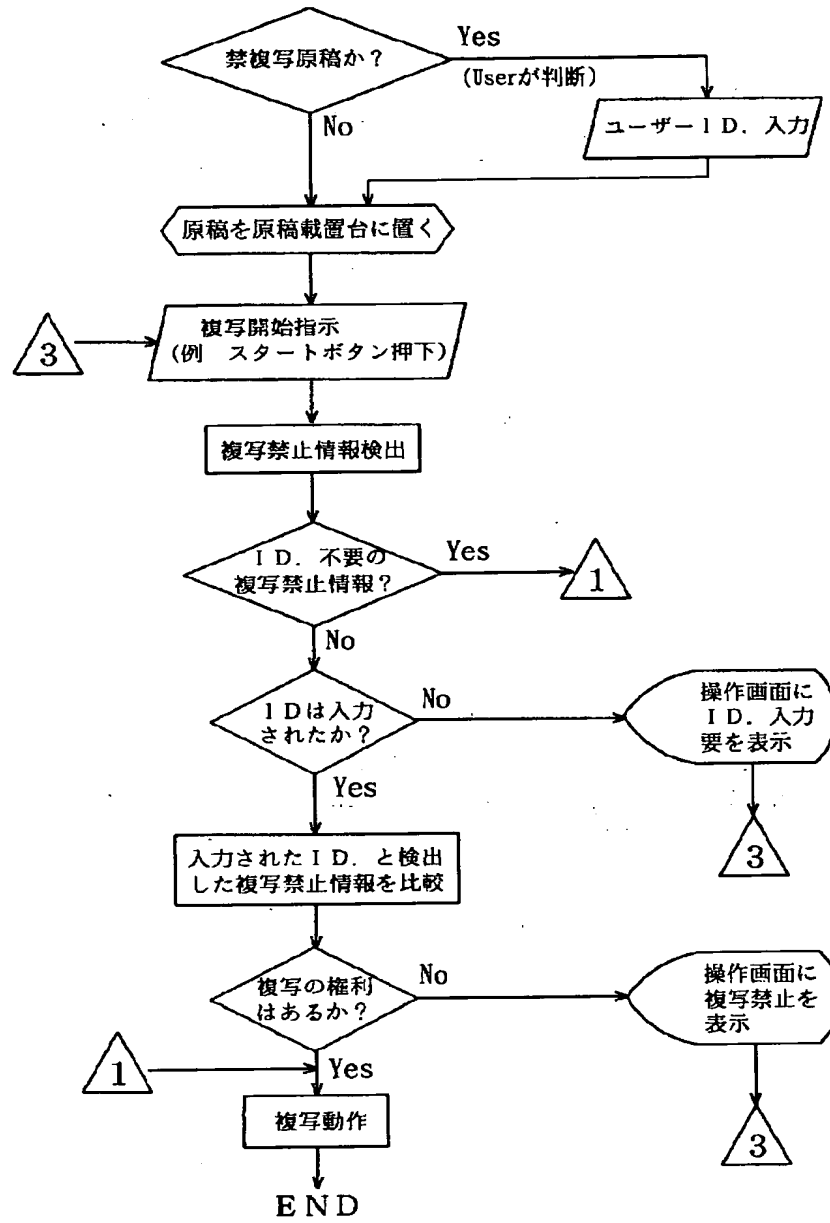 禁複写原稿か？
Yes
(Userが判断)
No
ユーザーＩＤ．入力
原稿を原稿載置台に置く
3
複写開始指示
(例　スタートボタン押下)
複写禁止情報検出
ＩＤ．不要の
複写禁止情報？
Yes
1
No
ＩＤは入力
されたか？
No
操作画面に
ＩＤ．入力
要を表示
Yes
3
入力されたＩＤ．と検出
した複写禁止情報を比較
複写の権利
はあるか？
No
操作画面に
複写禁止を
表示
1
Yes
複写動作
3
ＥＮＤ